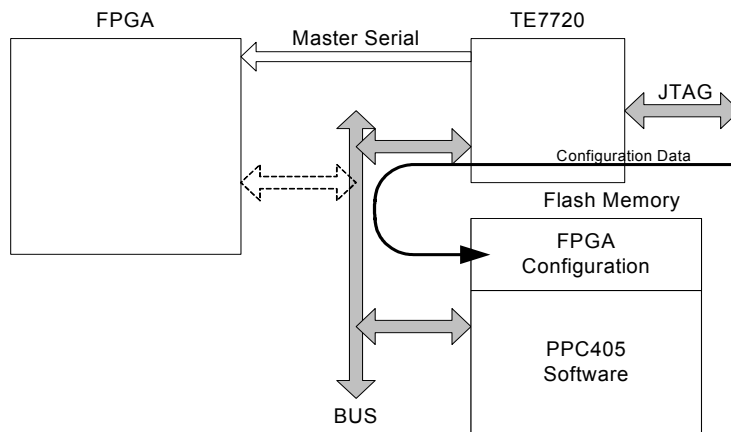 FPGA
TE7720
Master Serial
JTAG
Configuration Data
Flash Memory
FPGA
Configuration
PPC405
Software
BUS